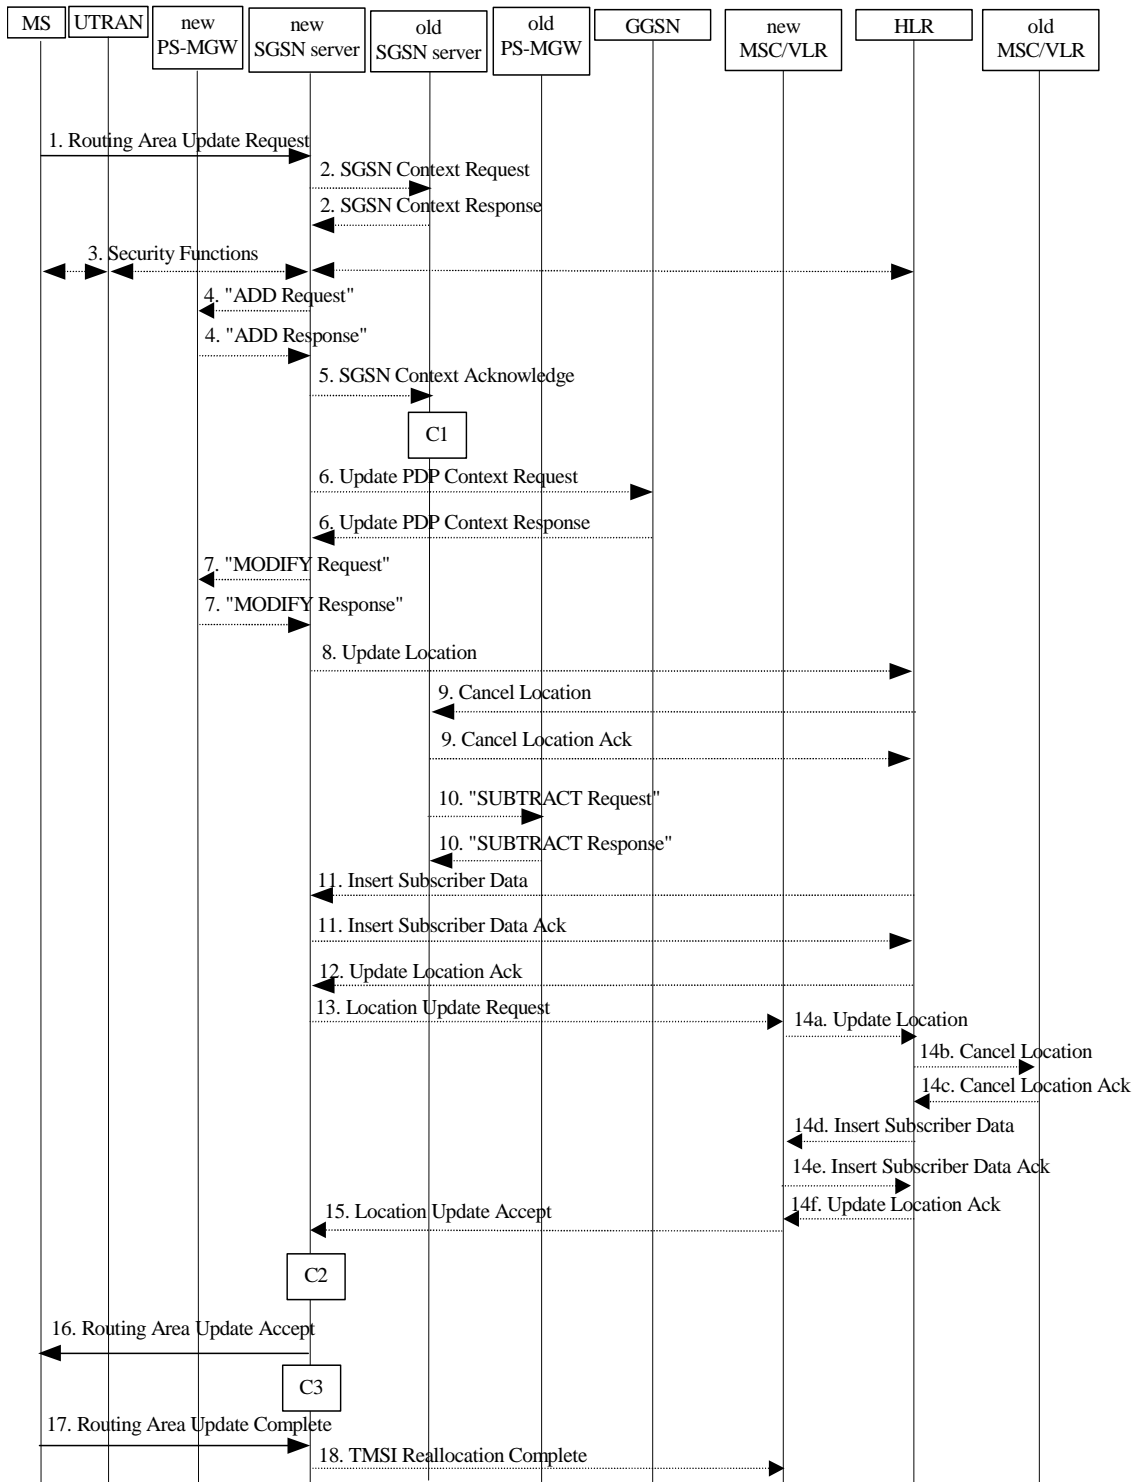 MS
UTRAN
new
PS-MGW
new
SGSN server
old
SGSN server
old
PS-MGW
GGSN
new
MSC/VLR
HLR
old
MSC/VLR
1. Routing Area Update Request
2. SGSN Context Request
2. SGSN Context Response
3. Security Functions
4. "ADD Request"
4. "ADD Response"
5. SGSN Context Acknowledge
C1
6. Update PDP Context Request
6. Update PDP Context Response
7. "MODIFY Request"
7. "MODIFY Response"
8. Update Location
9. Cancel Location
9. Cancel Location Ack
10. "SUBTRACT Request"
10. "SUBTRACT Response"
11. Insert Subscriber Data
11. Insert Subscriber Data Ack
12. Update Location Ack
13. Location Update Request
14a. Update Location
14b. Cancel Location
14c. Cancel Location Ack
14d. Insert Subscriber Data
14e. Insert Subscriber Data Ack
14f. Update Location Ack
15. Location Update Accept
C2
16. Routing Area Update Accept
C3
17. Routing Area Update Complete
18. TMSI Reallocation Complete